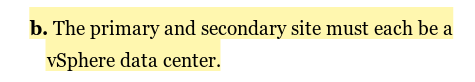 b. The primary and secondary site must each be a
vSphere data center.